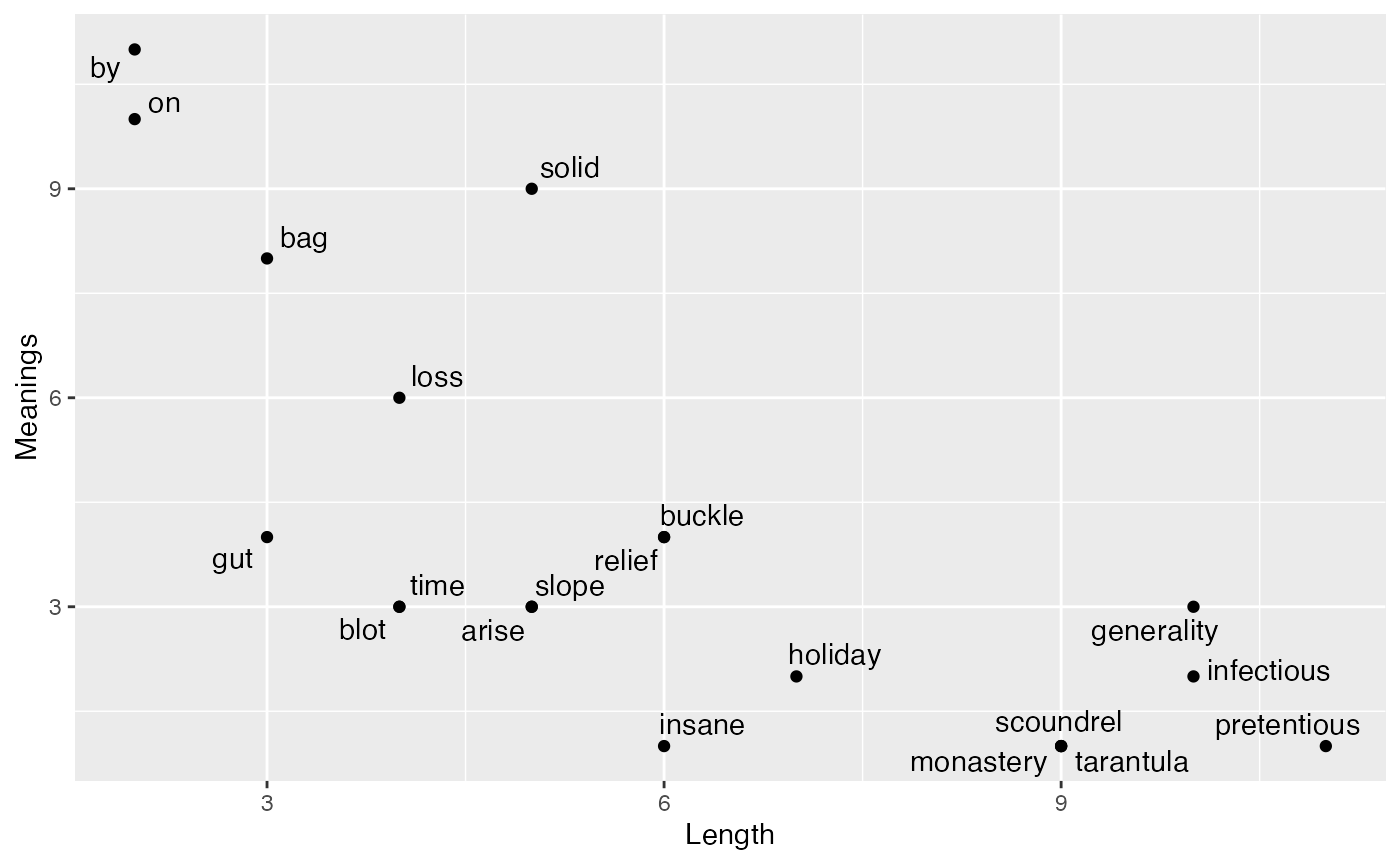 by
on
solid
9
bag
loss
6
Meanings
buckle
gut
relief
time
slope
3
blot
arise
generality
holiday
infectious
insane
scoundrel
pretentious
monastery
tarantula
3
6
9
Length